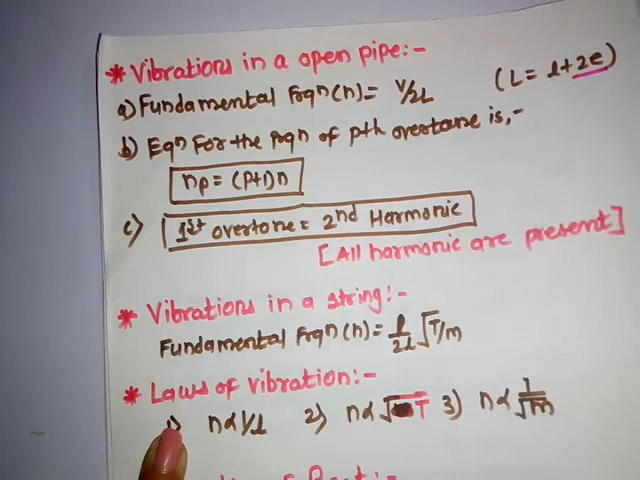 * Vibrations in a open pipe:-
a) Fundamental Frqn (n) = V/2L (L = l+2e)
b) Eqn For the Frqn of pth overtone is,-
np = (P+1)n
c) 1st overtone = 2nd Harmonic
[All harmonic are present]
* Vibrations in a string:-
Fundamental Frqn (n) = 1/2l √T/m
* Laws of vibration:-
1) n α 1/l 2) n α √T 3) n α 1/√m